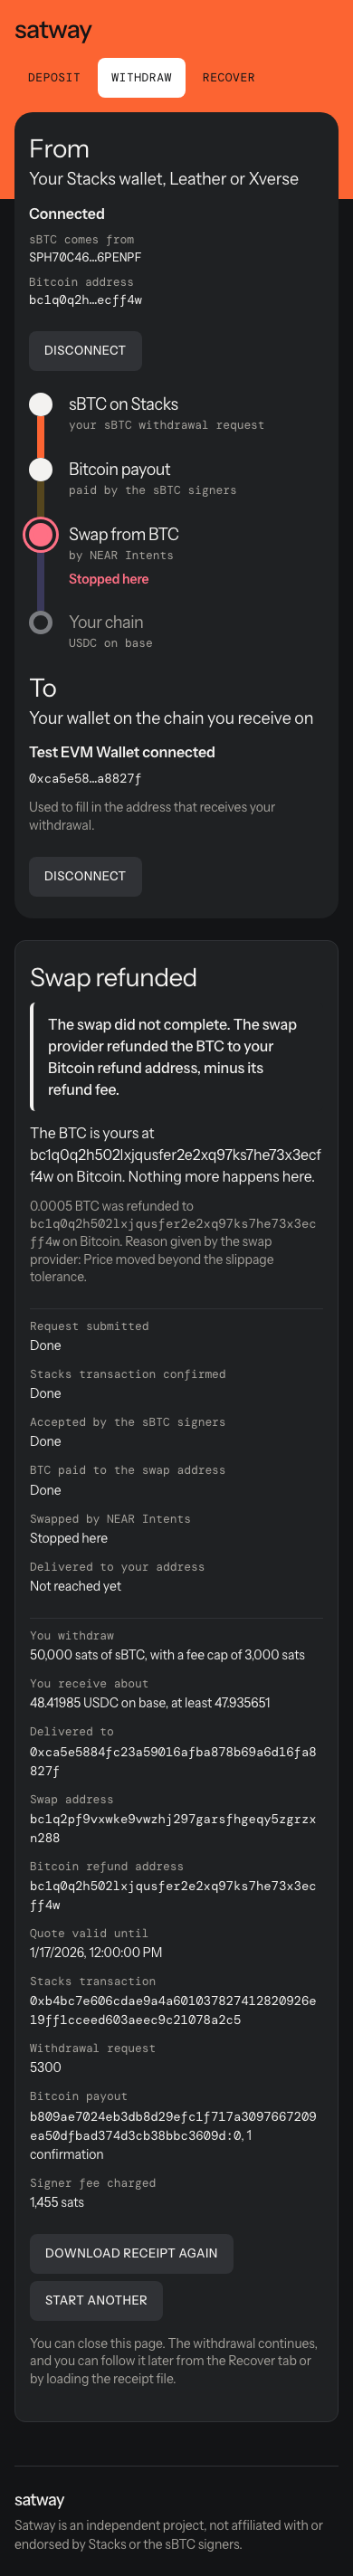 satway
DEPOSIT
WITHDRAW
RECOVER
From
Your Stacks wallet, Leather or Xverse
Connected
sBTC comes from
SPH70C46…6PENPF
Bitcoin address
bc1q0q2h…ecff4w
DISCONNECT
sBTC on Stacks
your sBTC withdrawal request
Bitcoin payout
paid by the sBTC signers
Swap from BTC
by NEAR Intents
Stopped here
Your chain
USDC on base
To
Your wallet on the chain you receive on
Test EVM Wallet connected
0xca5e58…a8827f
Used to fill in the address that receives your
withdrawal.
DISCONNECT
Swap refunded
The swap did not complete. The swap
provider refunded the BTC to your
Bitcoin refund address, minus its
refund fee.
The BTC is yours at
bc1q0q2h502lxjqusfer2e2xq97ks7he73x3ecf
f4w on Bitcoin. Nothing more happens here.
0.0005 BTC was refunded to
bc1q0q2h502lxjqusfer2e2xq97ks7he73x3ec
ff4w on Bitcoin. Reason given by the swap
provider: Price moved beyond the slippage
tolerance.
Request submitted
Done
Stacks transaction confirmed
Done
Accepted by the sBTC signers
Done
BTC paid to the swap address
Done
Swapped by NEAR Intents
Stopped here
Delivered to your address
Not reached yet
You withdraw
50,000 sats of sBTC, with a fee cap of 3,000 sats
You receive about
48.41985 USDC on base, at least 47.935651
Delivered to
0xca5e5884fc23a59016afba878b69a6d16fa8
827f
Swap address
bc1q2pf9vxwke9vwzhj297garsfhgeqy5zgrzx
n288
Bitcoin refund address
bc1q0q2h502lxjqusfer2e2xq97ks7he73x3ec
ff4w
Quote valid until
1/17/2026, 12:00:00 PM
Stacks transaction
0xb4bc7e606cdae9a4a601037827412820926e
19ff1cceed603aeec9c21078a2c5
Withdrawal request
5300
Bitcoin payout
b809ae7024eb3db8d29efc1f717a3097667209
ea50dfbad374d3cb38bbc3609d:0, 1
confirmation
Signer fee charged
1,455 sats
DOWNLOAD RECEIPT AGAIN
START ANOTHER
You can close this page. The withdrawal continues,
and you can follow it later from the Recover tab or
by loading the receipt file.
satway
Satway is an independent project, not affiliated with or
endorsed by Stacks or the sBTC signers.